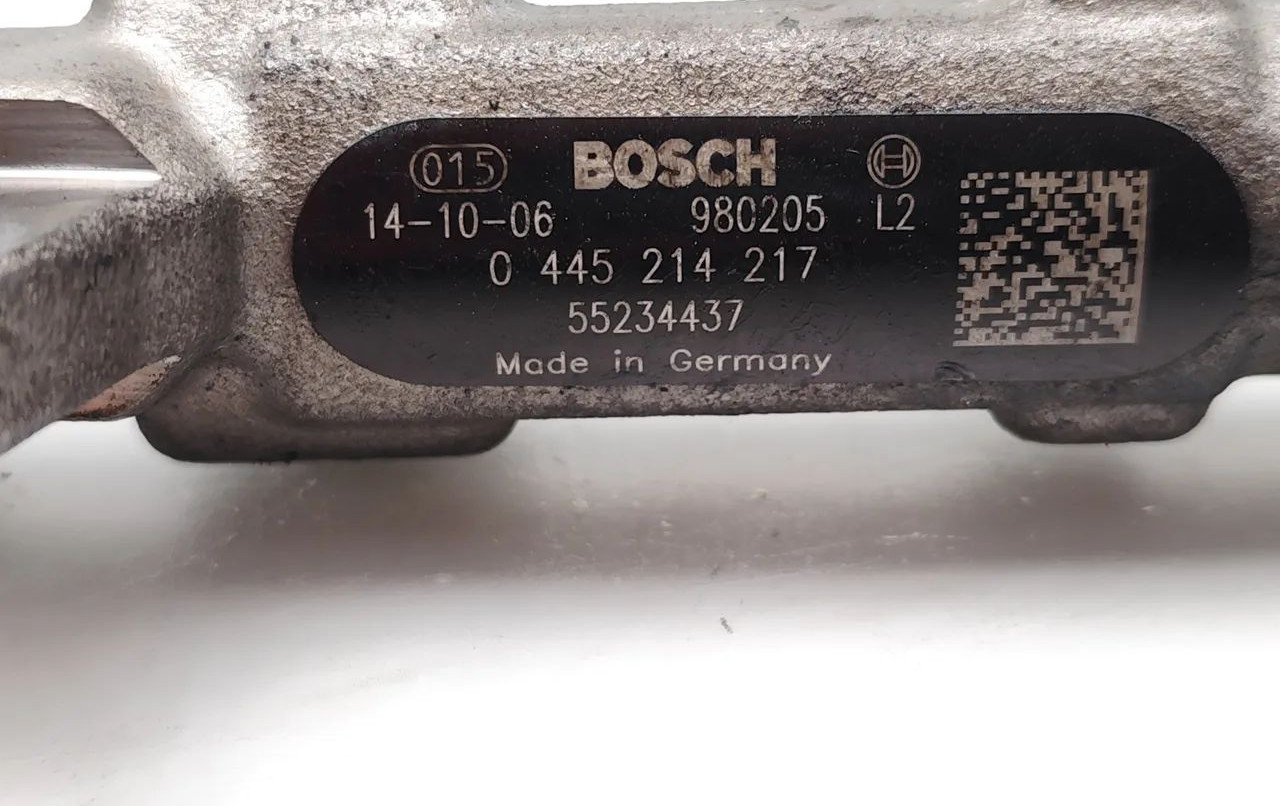 015 BOSCH
14-10-06 980205 L2
0 445 214 217
55234437
Made in Germany